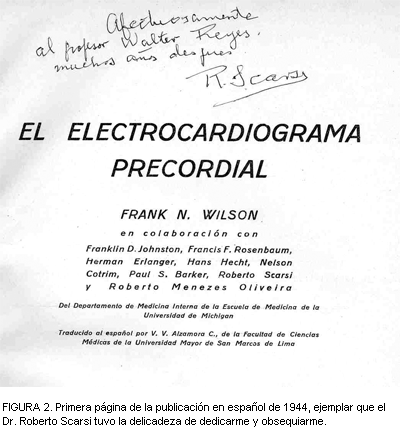 Afectuosamente
al profesor Walter Reyes.
muchos años después
R. Scarsi
EL ELECTROCARDIOGRAMA
PRECORDIAL
FRANK N. WILSON
en colaboración con
Franklin D. Johnston, Francis F. Rosenbaum,
Herman Erlanger, Hans Hecht, Nelson
Cotrim, Paul S. Barker, Roberto Scarsi
y Roberto Menezes Oliveira
Del Departamento de Medicina Interna de la Escuela de Medicina de la
Universidad de Michigan
Traducido al español por V. V. Alzamora C., de la Facultad de Ciencias
Médicas de la Universidad Mayor de San Marcos de Lima
FIGURA 2. Primera página de la publicación en español de 1944, ejemplar que el
Dr. Roberto Scarsi tuvo la delicadeza de dedicarme y obsequiarme.